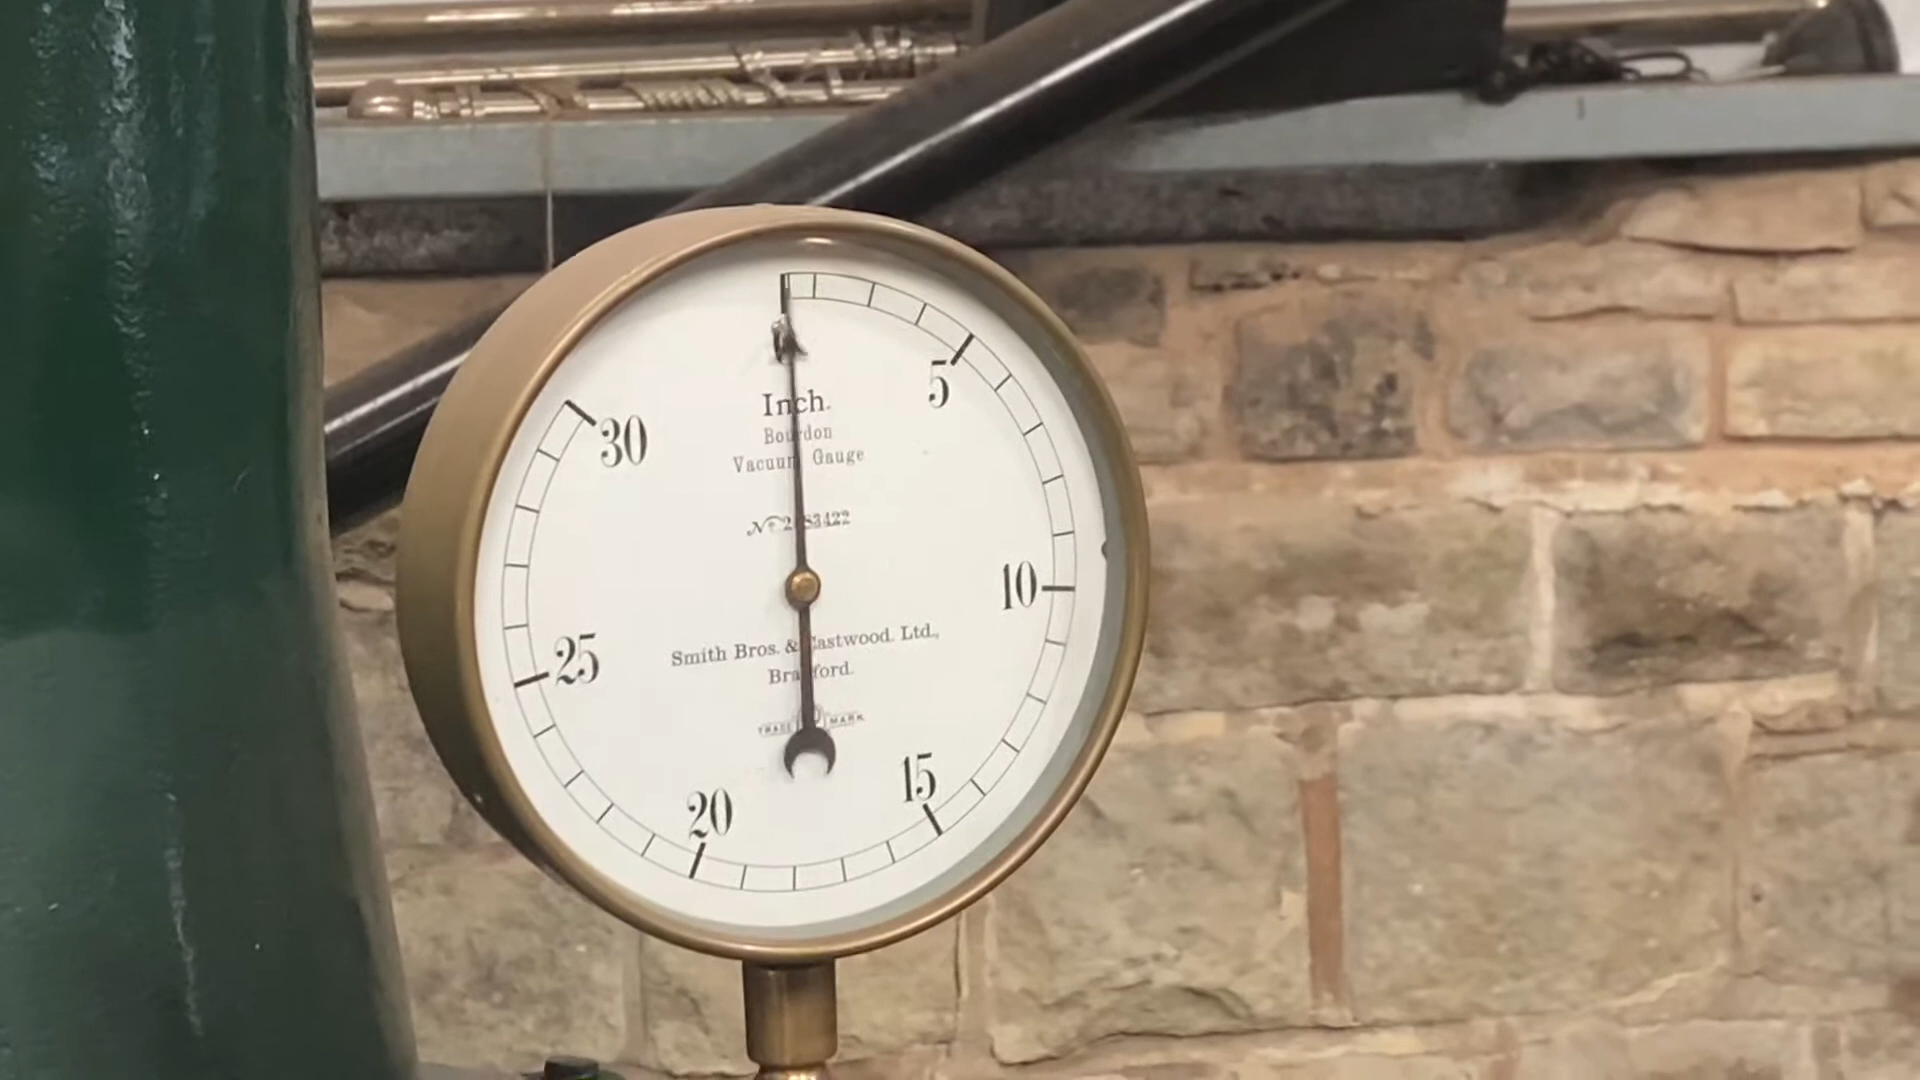 5
30
Inch.
Bourdon
Vacuum Gauge
10
25
Smith Bros. & Eastwood. Ltd.,
Bradford.
TRADE MARK
15
20